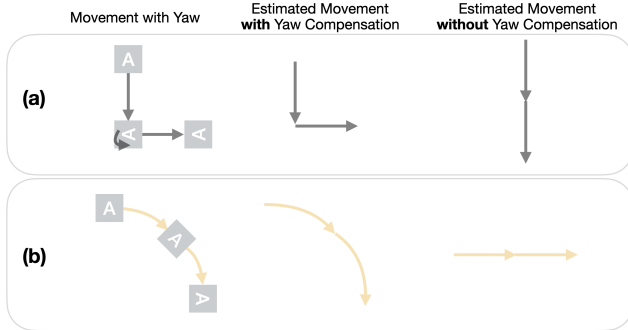 Movement with Yaw
Estimated Movement
with Yaw Compensation
Estimated Movement
without Yaw Compensation
(a)
A
A
A
(b)
A
A
A